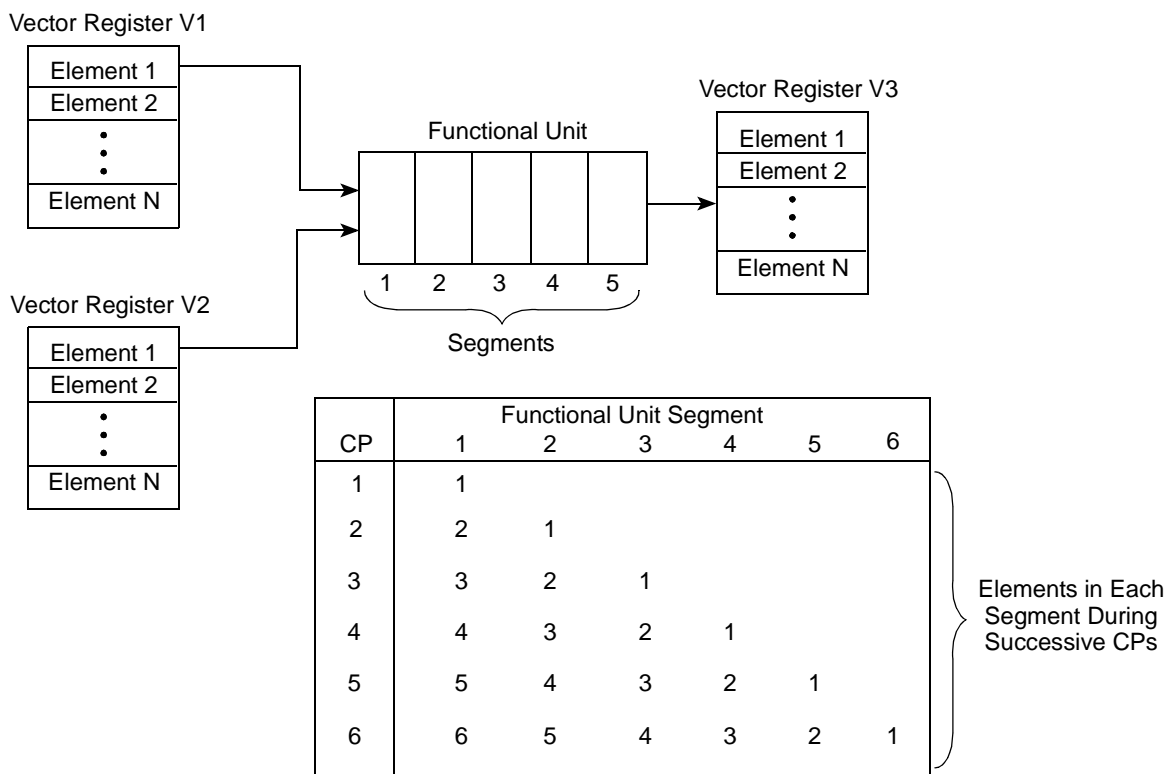 Vector Register V1
Element 1
Element 2
Element N
Vector Register V2
Element 1
Element 2
Element N
Functional Unit
1 2 3 4 5
Segments
Vector Register V3
Element 1
Element 2
Element N
Functional Unit Segment
CP 1 2 3 4 5 6
1 1
2 2 1
3 3 2 1
4 4 3 2 1
5 5 4 3 2 1
6 6 5 4 3 2 1
Elements in Each
Segment During
Successive CPs